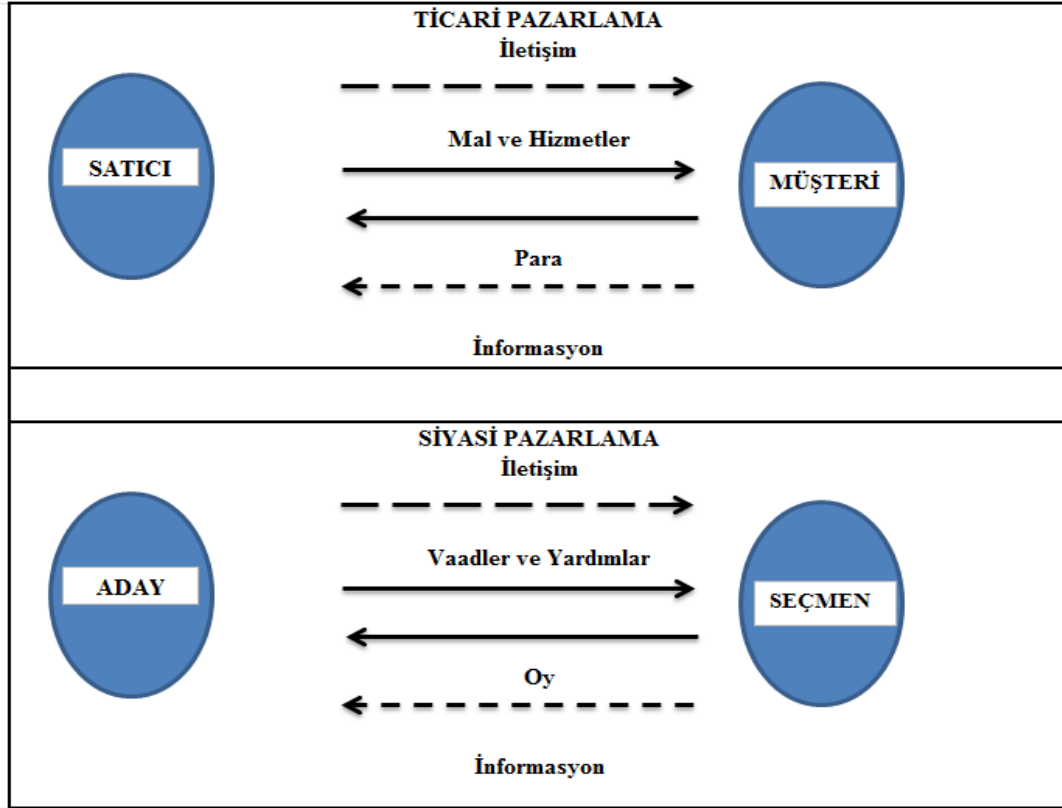 TİCARİ PAZARLAMA
İletişim
Mal ve Hizmetler
SATICI
MÜŞTERİ
Para
İnformasyon
SİYASİ PAZARLAMA
İletişim
Vaadler ve Yardımlar
ADAY
SEÇMEN
Oy
İnformasyon